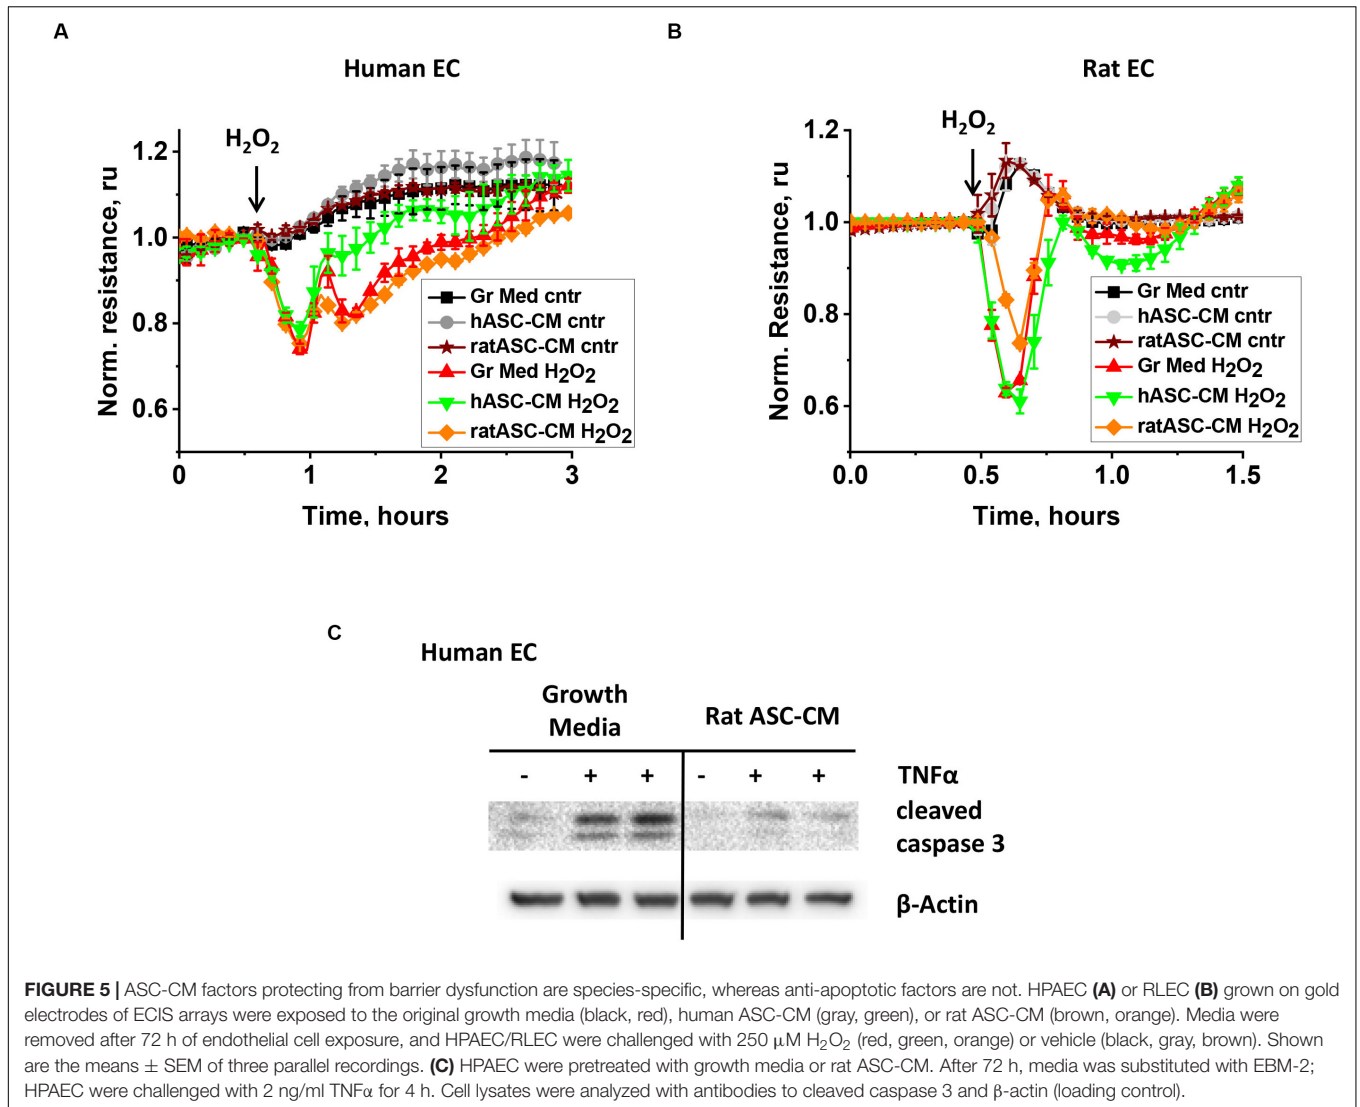 A
Human EC
H2O2
Norm. resistance, ru
1.2
1.0
0.8
0.6
0
1
2
3
Time, hours
Gr Med cntr
hASC-CM cntr
ratASC-CM cntr
Gr Med H2O2
hASC-CM H2O2
ratASC-CM H2O2
B
Rat EC
H2O2
Norm. Resistance, ru
1.2
1.0
0.8
0.6
0.0
0.5
1.0
1.5
Time, hours
Gr Med cntr
hASC-CM cntr
ratASC-CM cntr
Gr Med H2O2
hASC-CM H2O2
ratASC-CM H2O2
C
Human EC
Growth
Media
Rat ASC-CM
- + + - + + TNFα
cleaved
caspase 3
β-Actin
FIGURE 5 | ASC-CM factors protecting from barrier dysfunction are species-specific, whereas anti-apoptotic factors are not. HPAEC (A) or RLEC (B) grown on gold
electrodes of ECIS arrays were exposed to the original growth media (black, red), human ASC-CM (gray, green), or rat ASC-CM (brown, orange). Media were
removed after 72 h of endothelial cell exposure, and HPAEC/RLEC were challenged with 250 μM H2O2 (red, green, orange) or vehicle (black, gray, brown). Shown
are the means ± SEM of three parallel recordings. (C) HPAEC were pretreated with growth media or rat ASC-CM. After 72 h, media was substituted with EBM-2;
HPAEC were challenged with 2 ng/ml TNFα for 4 h. Cell lysates were analyzed with antibodies to cleaved caspase 3 and β-actin (loading control).